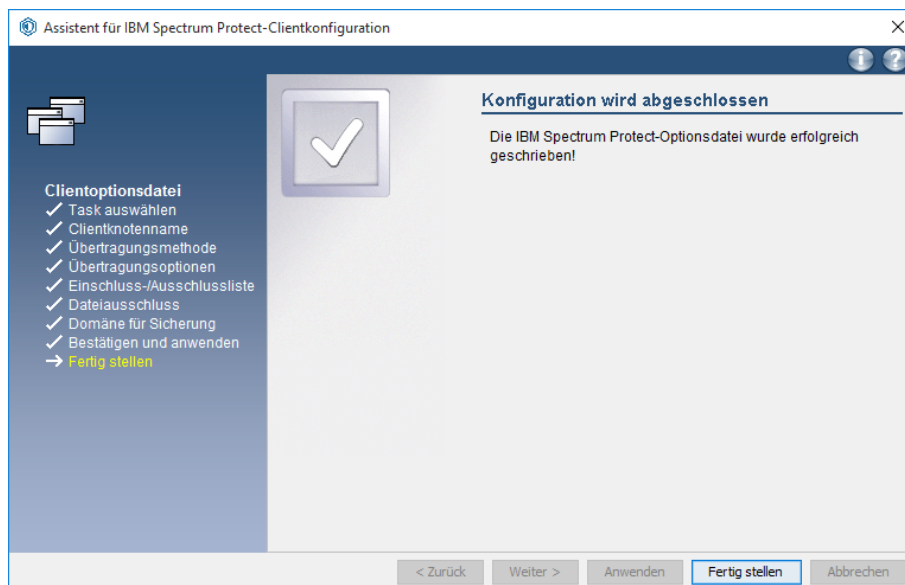 Assistent für IBM Spectrum Protect-Clientkonfiguration
Clientoptionsdatei
Task auswählen
Clientknotenname
Übertragungsmethode
Übertragungsoptionen
Einschluss-/Ausschlussliste
Dateiausschluss
Domäne für Sicherung
Bestätigen und anwenden
Fertig stellen
Konfiguration wird abgeschlossen
Die IBM Spectrum Protect-Optionsdatei wurde erfolgreich
geschrieben!
< Zurück
Weiter >
Anwenden
Fertig stellen
Abbrechen